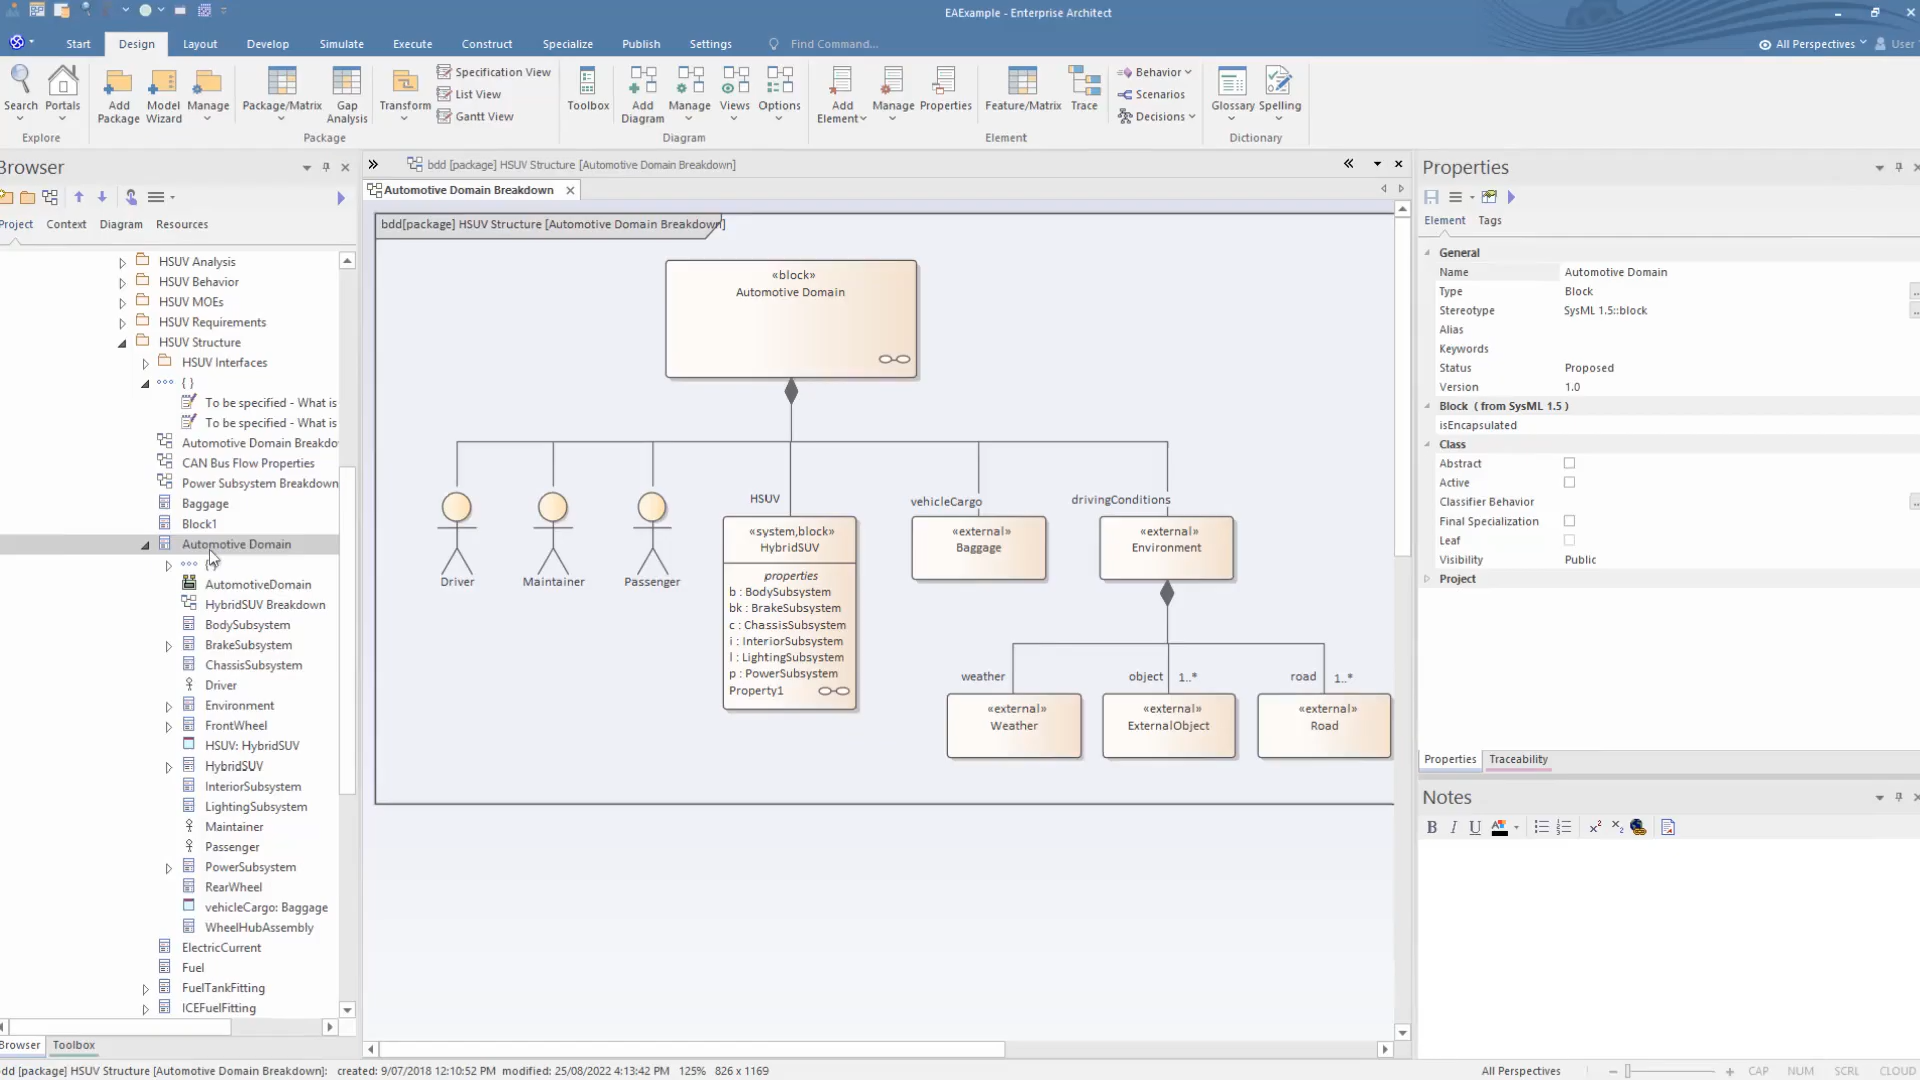 EAExample - Enterprise Architect
Start
Design
Layout
Develop
Simulate
Execute
Construct
Specialize
Publish
Settings
Find Command...
All Perspectives
User
Search
Portals
Explore
Add Package
Model Wizard
Manage
Package/Matrix
Gap Analysis
Transform
Specification View
List View
Gantt View
Package
Toolbox
Add Diagram
Manage
Views
Options
Diagram
Add Element
Manage
Properties
Feature/Matrix
Trace
Behavior
Scenarios
Decisions
Element
Glossary
Spelling
Dictionary
Browser
Project
Context
Diagram
Resources
HSUV Analysis
HSUV Behavior
HSUV MOEs
HSUV Requirements
HSUV Structure
HSUV Interfaces
{ }
To be specified - What is
To be specified - What is
Automotive Domain Breakdo
CAN Bus Flow Properties
Power Subsystem Breakdown
Baggage
Block1
Automotive Domain
AutomotiveDomain
HybridSUV Breakdown
BodySubsystem
BrakeSubsystem
ChassisSubsystem
Driver
Environment
FrontWheel
HSUV: HybridSUV
HybridSUV
InteriorSubsystem
LightingSubsystem
Maintainer
Passenger
PowerSubsystem
RearWheel
vehicleCargo: Baggage
WheelHubAssembly
ElectricCurrent
Fuel
FuelTankFitting
ICEFuelFitting
Browser
Toolbox
bdd [package] HSUV Structure [Automotive Domain Breakdown]
Automotive Domain Breakdown
bdd[package] HSUV Structure [Automotive Domain Breakdown]
«block»
Automotive Domain
Driver
Maintainer
Passenger
HSUV
«system,block»
HybridSUV
properties
b : BodySubsystem
bk : BrakeSubsystem
c : ChassisSubsystem
i : InteriorSubsystem
l : LightingSubsystem
p : PowerSubsystem
Property1
vehicleCargo
«external»
Baggage
drivingConditions
«external»
Environment
weather
«external»
Weather
object 1..*
«external»
ExternalObject
road 1..*
«external»
Road
Properties
Element
Tags
General
Name Automotive Domain
Type Block
Stereotype SysML 1.5::block
Alias
Keywords
Status Proposed
Version 1.0
Block ( from SysML 1.5 )
isEncapsulated
Class
Abstract
Active
Classifier Behavior
Final Specialization
Leaf
Visibility Public
Project
Properties
Traceability
Notes
B I U
bdd [package] HSUV Structure [Automotive Domain Breakdown]: created: 9/07/2018 12:10:52 PM modified: 25/08/2022 4:13:42 PM 125% 826 x 1169
All Perspectives
CAP NUM SCRL CLOUD